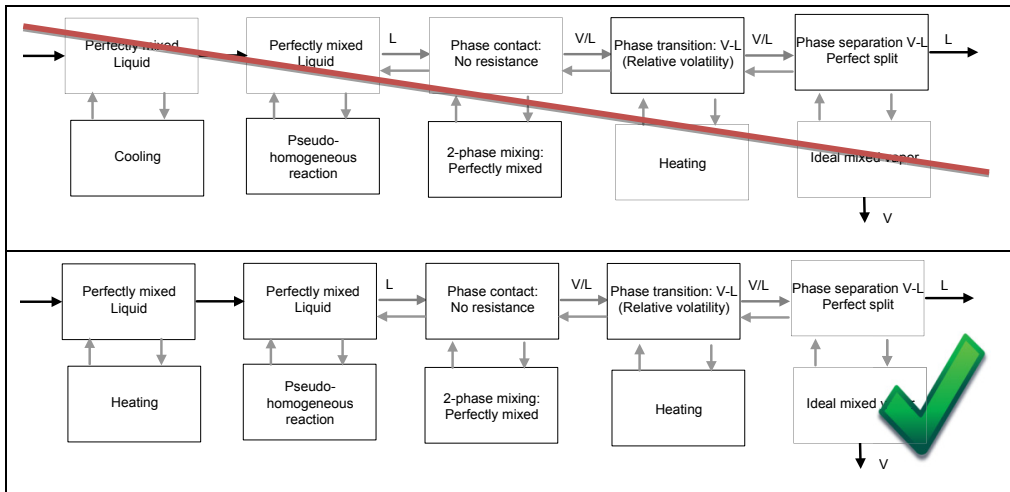 Perfectly mixed
Liquid
Perfectly mixed
Liquid
L
Phase contact:
No resistance
V/L
Phase transition: V-L
(Relative volatility)
V/L
Phase separation V-L
Perfect split
L
Cooling
Pseudo-
homogeneous
reaction
2-phase mixing:
Perfectly mixed
Heating
Ideal mixed vapor
V
Perfectly mixed
Liquid
Perfectly mixed
Liquid
L
Phase contact:
No resistance
V/L
Phase transition: V-L
(Relative volatility)
V/L
Phase separation V-L
Perfect split
L
Heating
Pseudo-
homogeneous
reaction
2-phase mixing:
Perfectly mixed
Heating
Ideal mixed
V